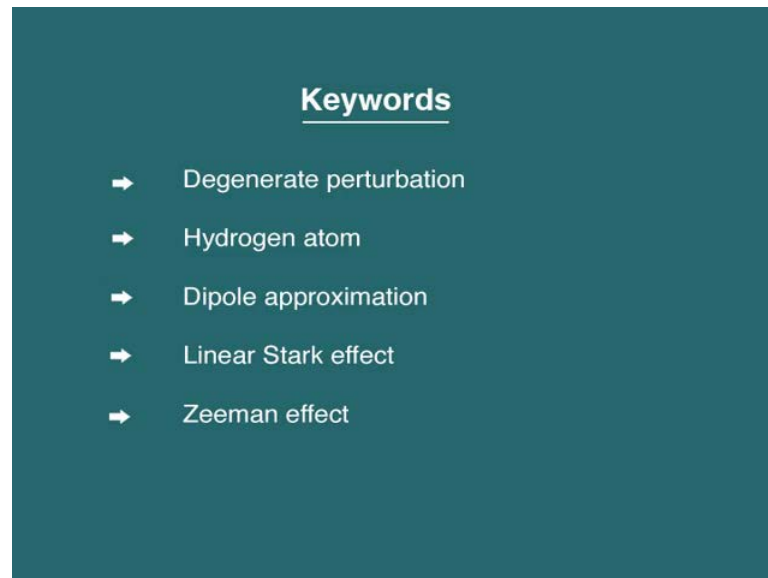 Keywords
Degenerate perturbation
Hydrogen atom
Dipole approximation
Linear Stark effect
Zeeman effect